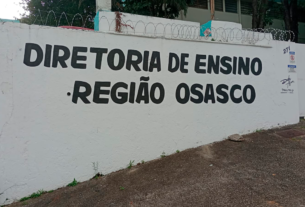 DIRETORIA DE ENSINO
REGIÃO OSASCO